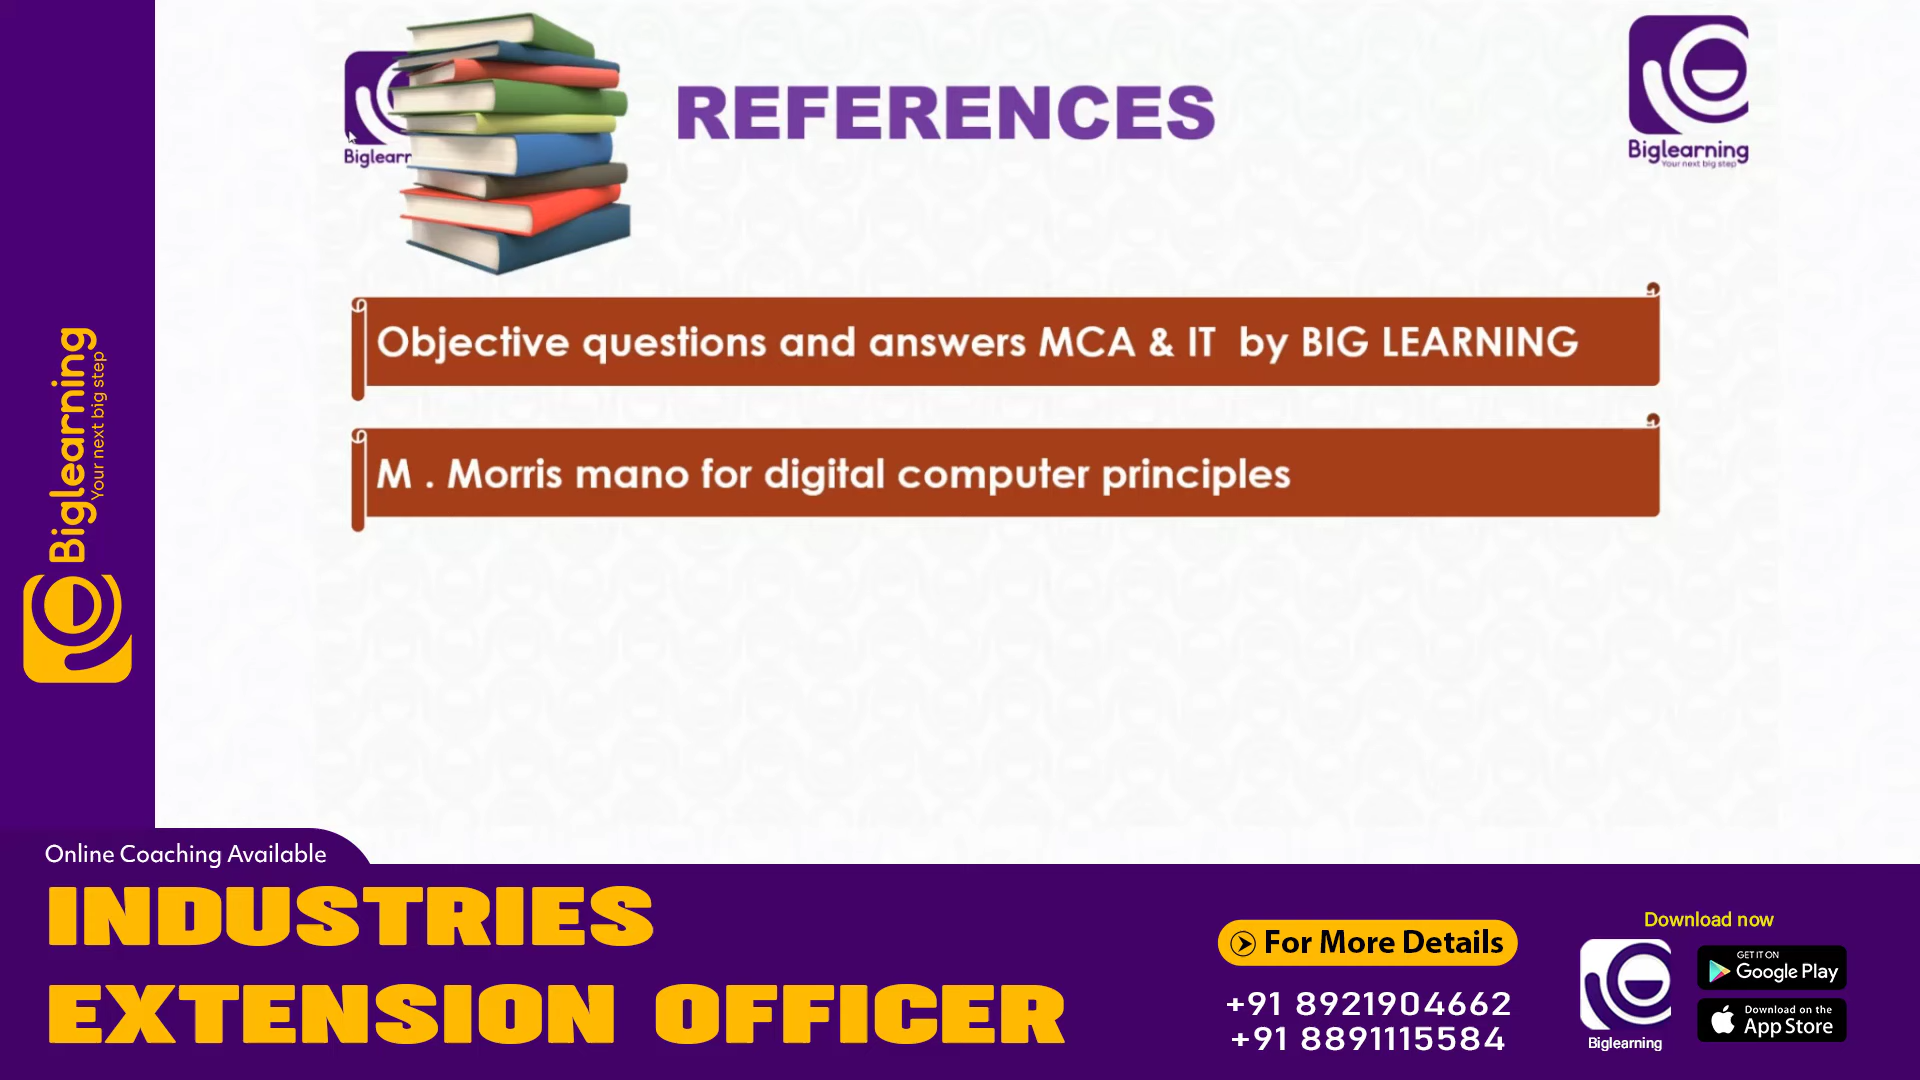 Biglearn
REFERENCES
Biglearning
Your next big step
Objective questions and answers MCA & IT by BIG LEARNING
M . Morris mano for digital computer principles
Biglearning
Your next big step
Online Coaching Available
INDUSTRIES
EXTENSION OFFICER
For More Details
+91 8921904662
+91 8891115584
Download now
Biglearning
GET IT ON
Google Play
Download on the
App Store